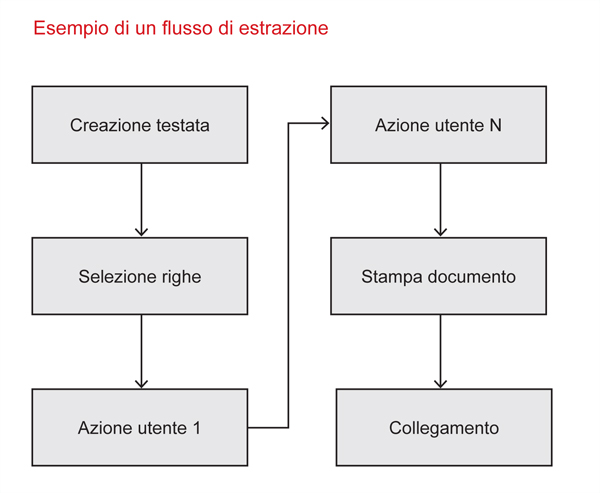 Esempio di un flusso di estrazione
Creazione testata
Selezione righe
Azione utente 1
Azione utente N
Stampa documento
Collegamento